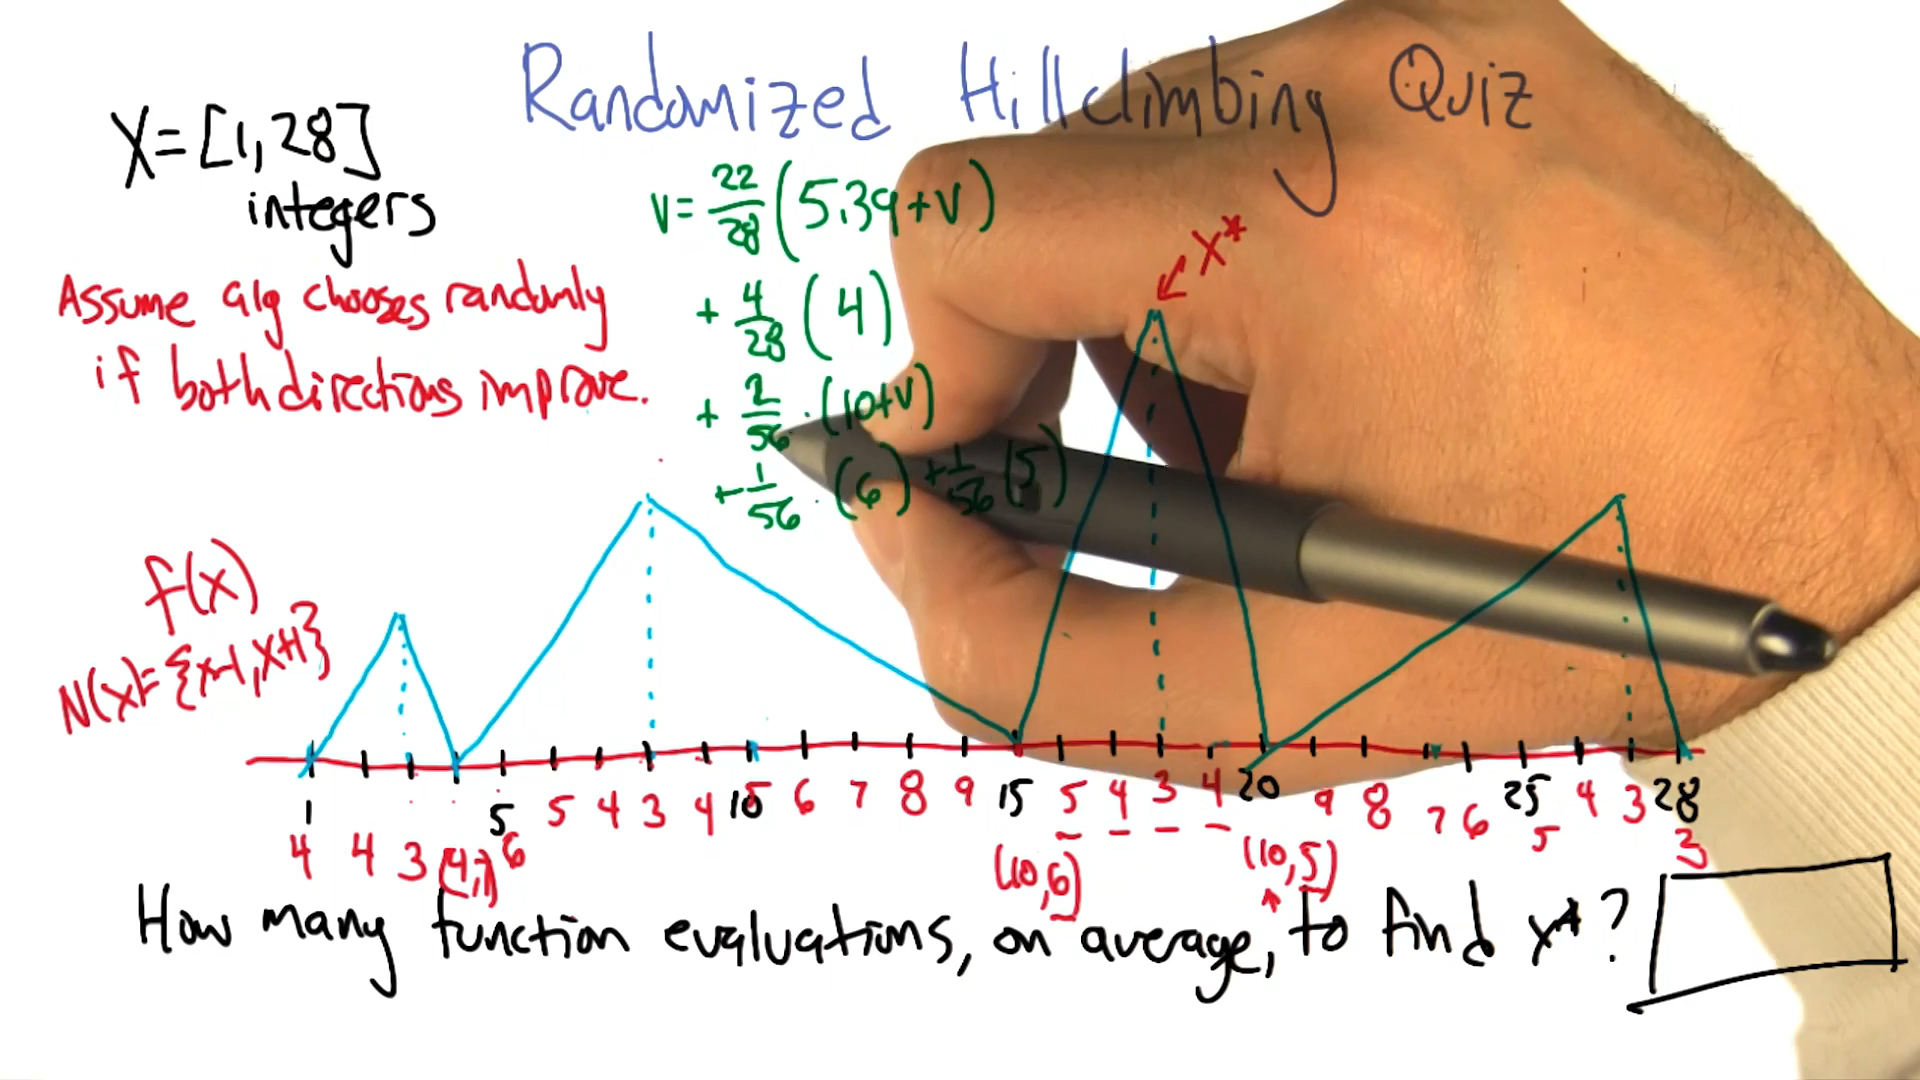 Randomized Hillclimbing Quiz
X = [1,28]
integers
Assume alg chooses randomly
if both directions improve.
v = 22/28 (5.39+v)
+ 4/28 (4)
+ 2/56 · (10+v)
+ 1/56 · (6) + 1/56 (5)
x*
f(x)
N(x)= {x-1, x+1}
1 5 10 15 20 25 28
5 4 3 4 5 6 7 8 9 5 4 3 4 9 8 7 6 4 3
4 4 3 (4,7) 6 (10,6) (10,5) 5 3
How many function evaluations, on average, to find x*?